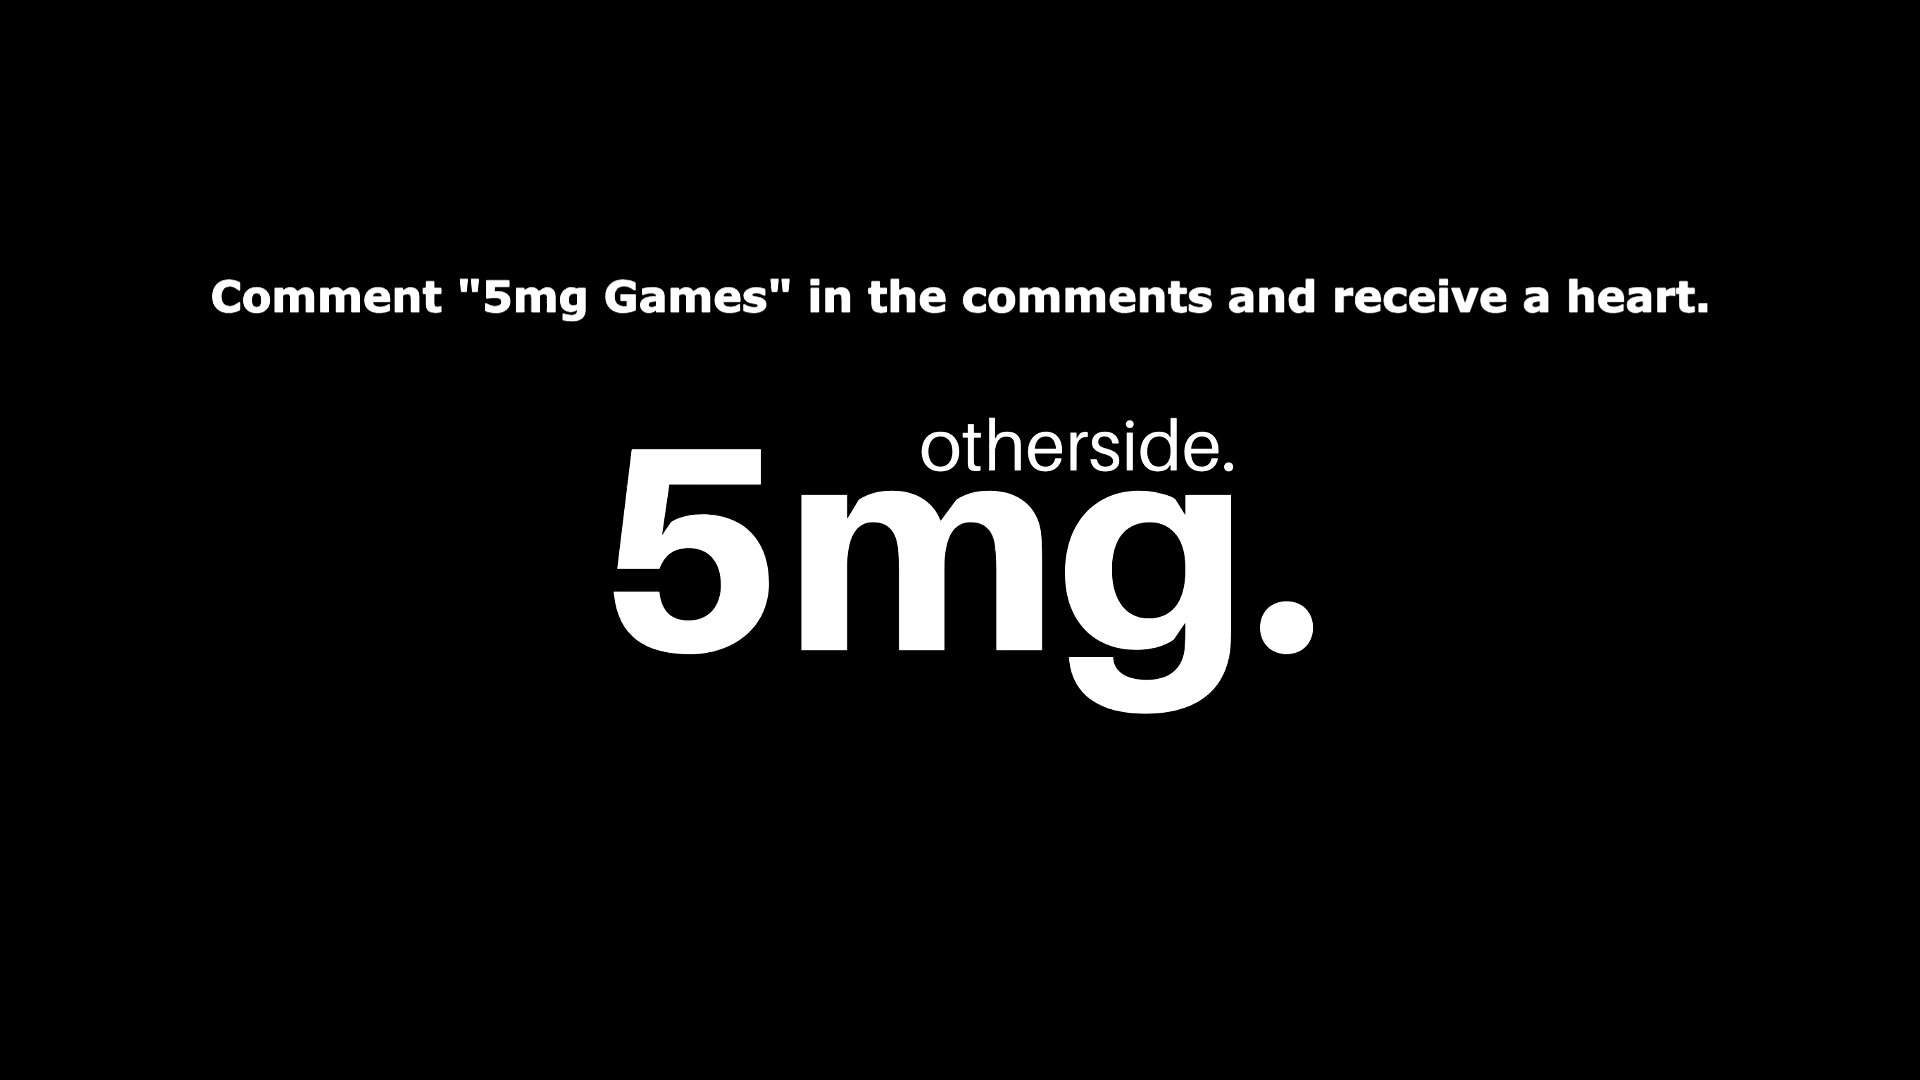 Comment "5mg Games" in the comments and receive a heart.
otherside.
5mg.